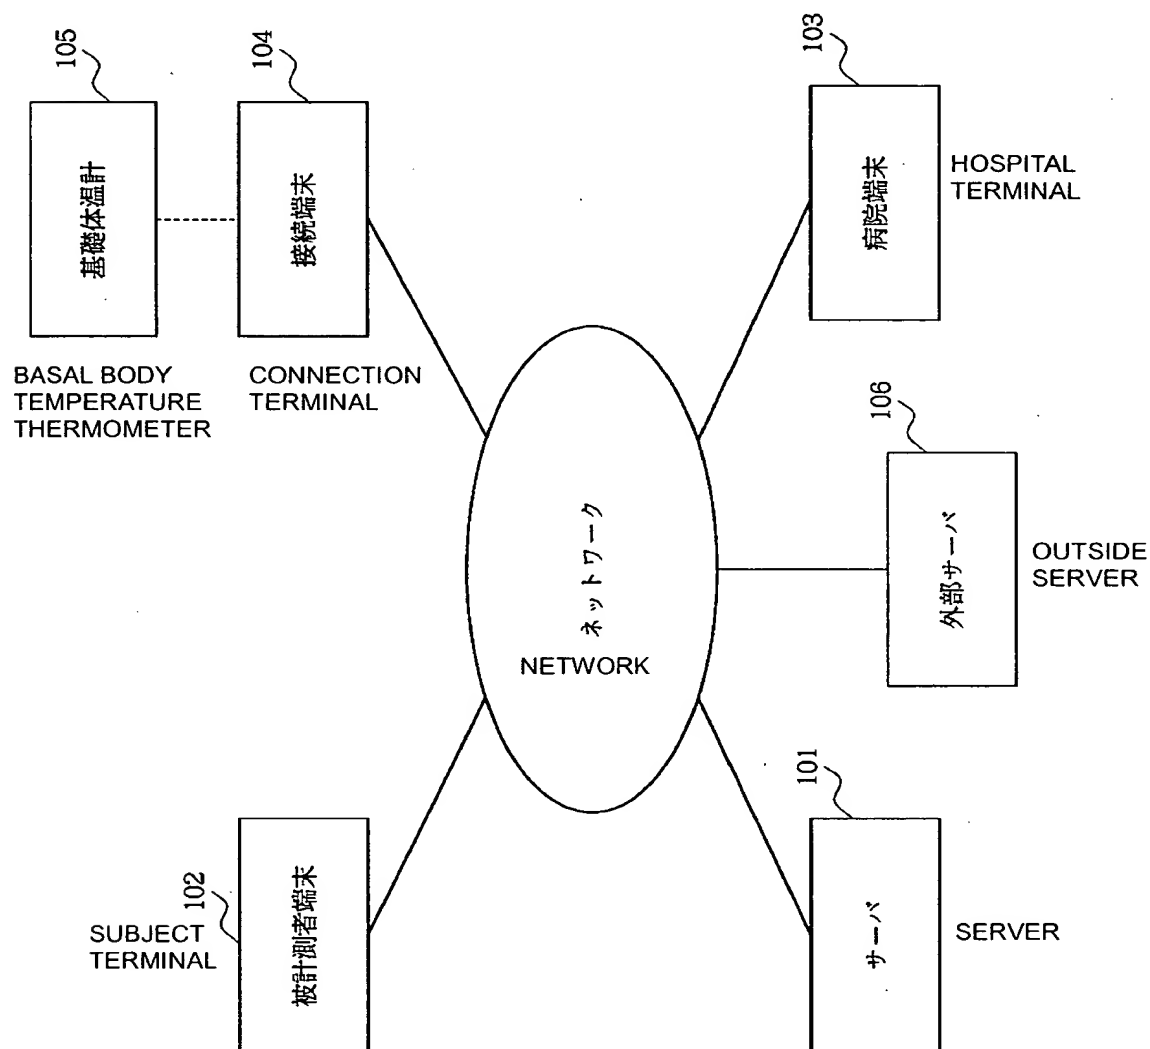 105
基礎体温計
BASAL BODY
TEMPERATURE
THERMOMETER
104
接続端末
CONNECTION
TERMINAL
103
病院端末
HOSPITAL
TERMINAL
ネットワーク
NETWORK
106
外部サーバ
OUTSIDE
SERVER
102
被計測者端末
SUBJECT
TERMINAL
101
サーバ
SERVER